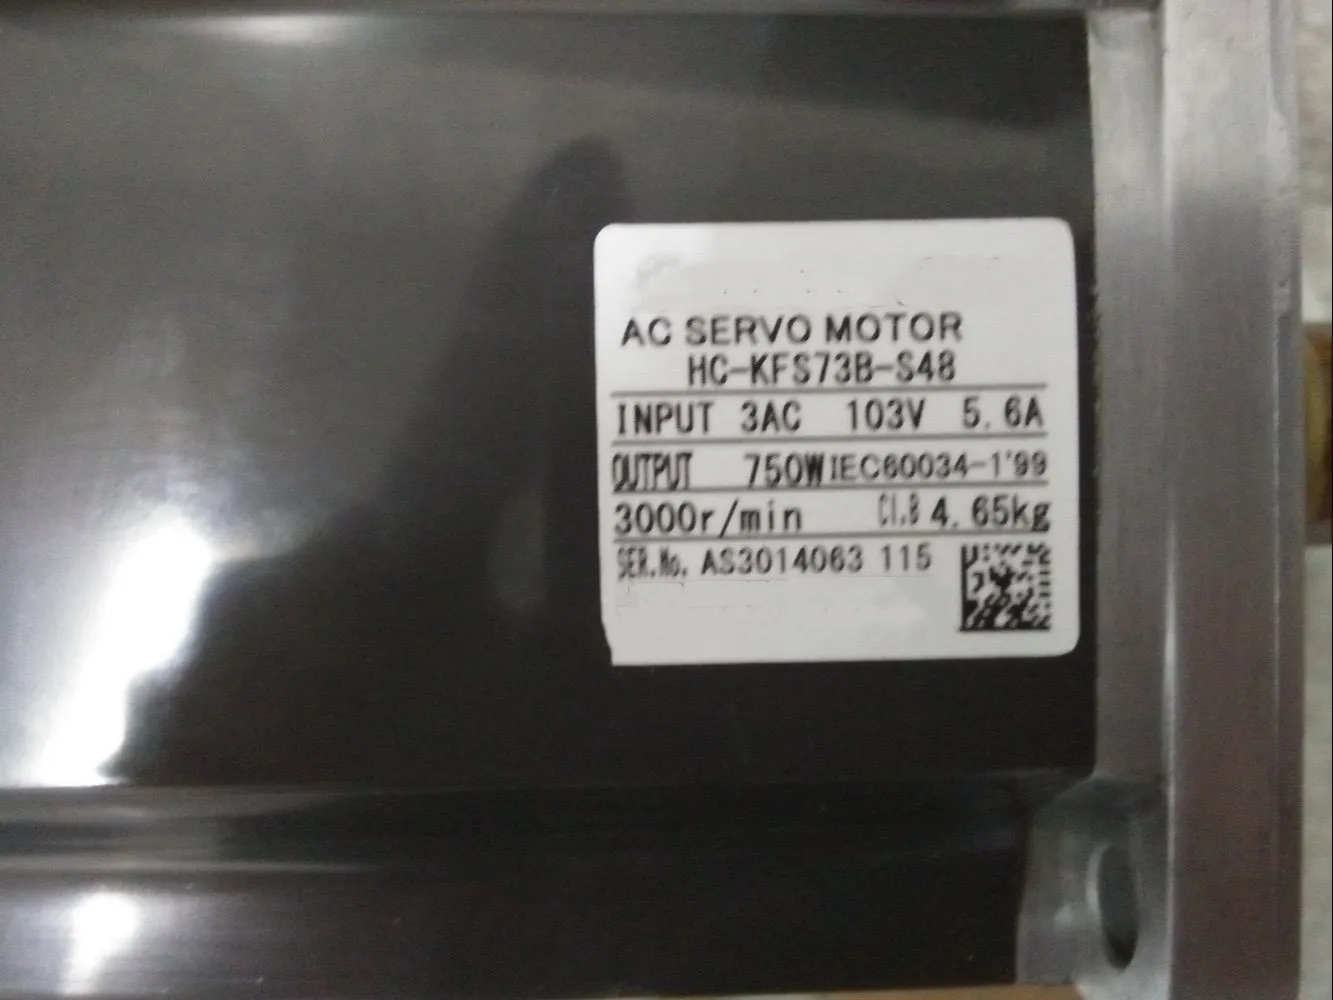 AC SERVO MOTOR
HC-KFS73B-S48
INPUT 3AC 103V 5.6A
OUTPUT 750W IEC60034-1'99
3000r/min Cl.B 4.65kg
SER.No. AS3014063 115